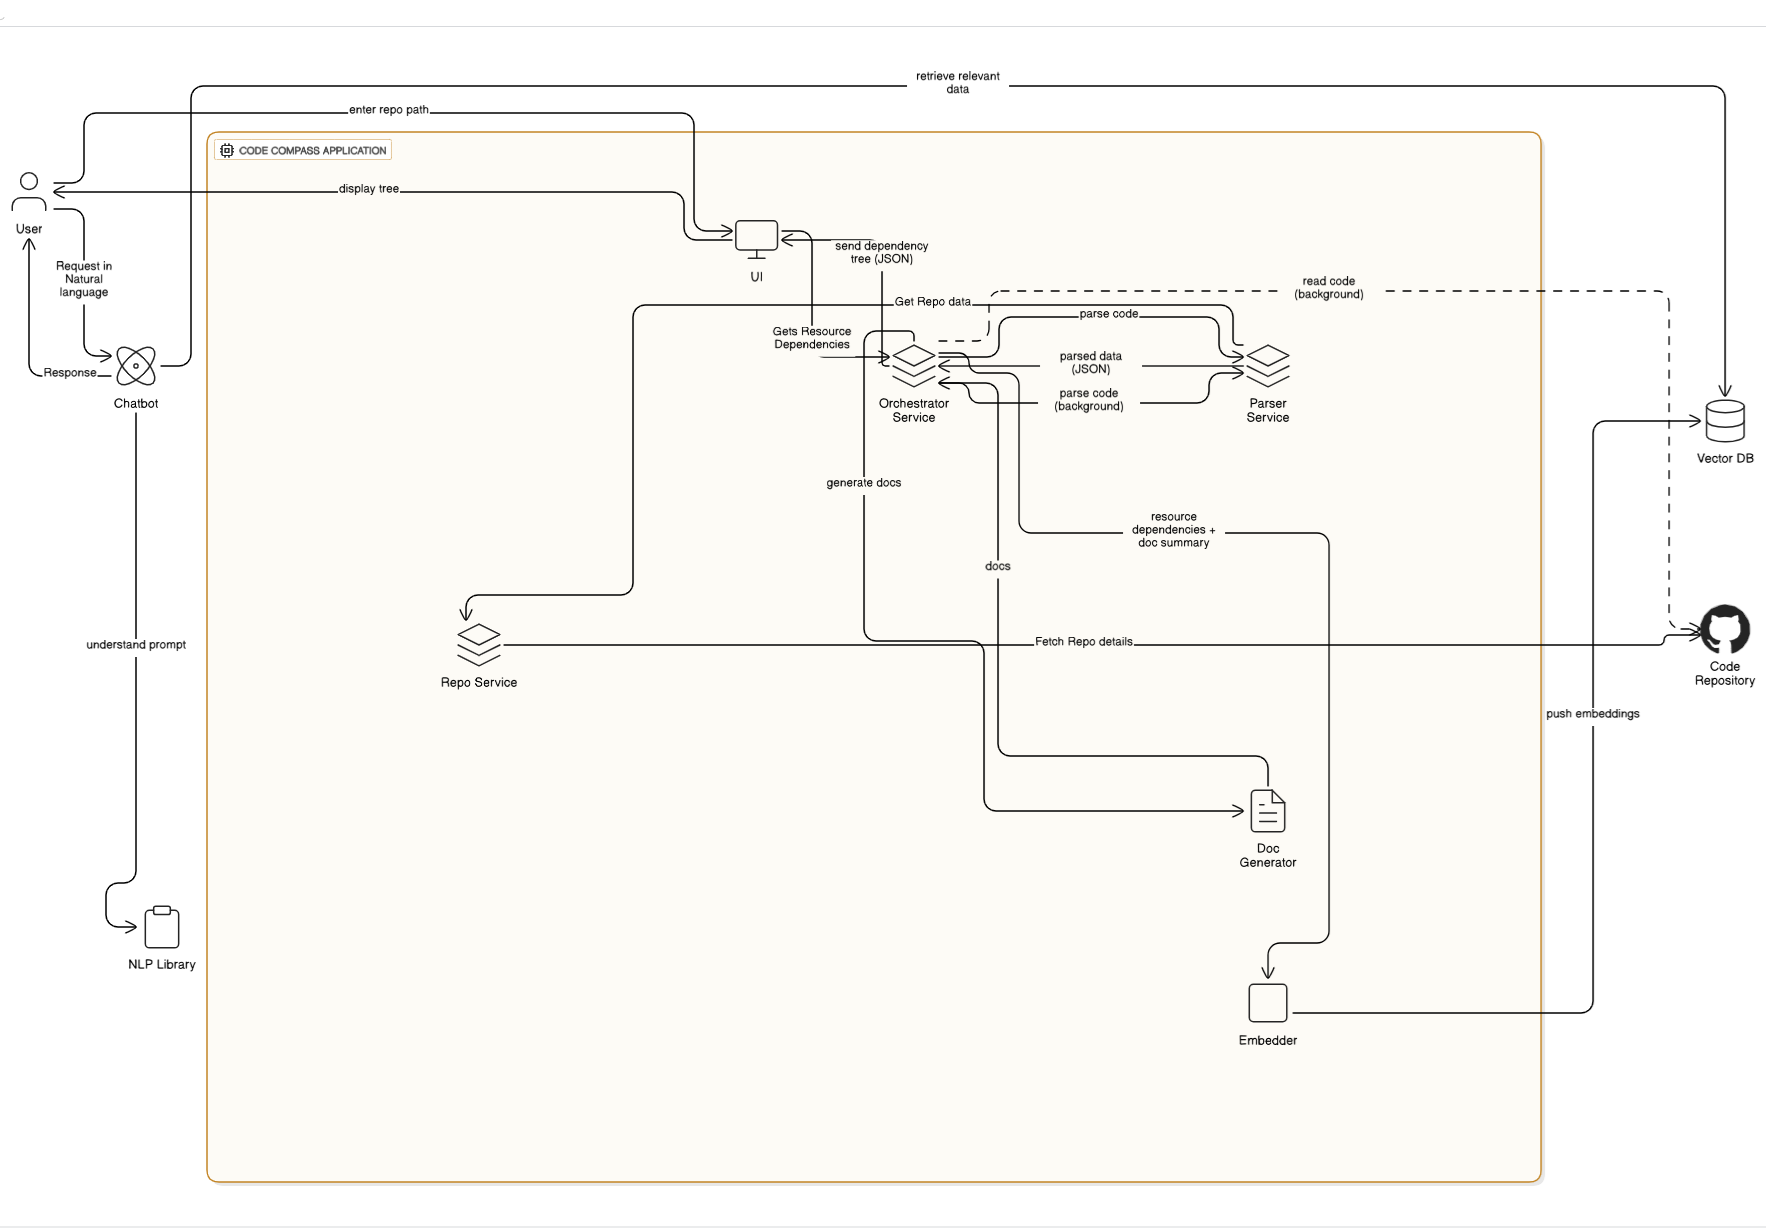 retrieve relevant
data
enter repo path
CODE COMPASS APPLICATION
display tree
User
send dependency
tree (JSON)
UI
Request in
Natural
language
read code
(background)
Get Repo data
parse code
Gets Resource
Dependencies
parsed data
(JSON)
Response
Chatbot
parse code
(background)
Orchestrator
Service
Parser
Service
Vector DB
generate docs
resource
dependencies +
doc summary
docs
understand prompt
Fetch Repo details
Repo Service
Code
Repository
push embeddings
Doc
Generator
NLP Library
Embedder